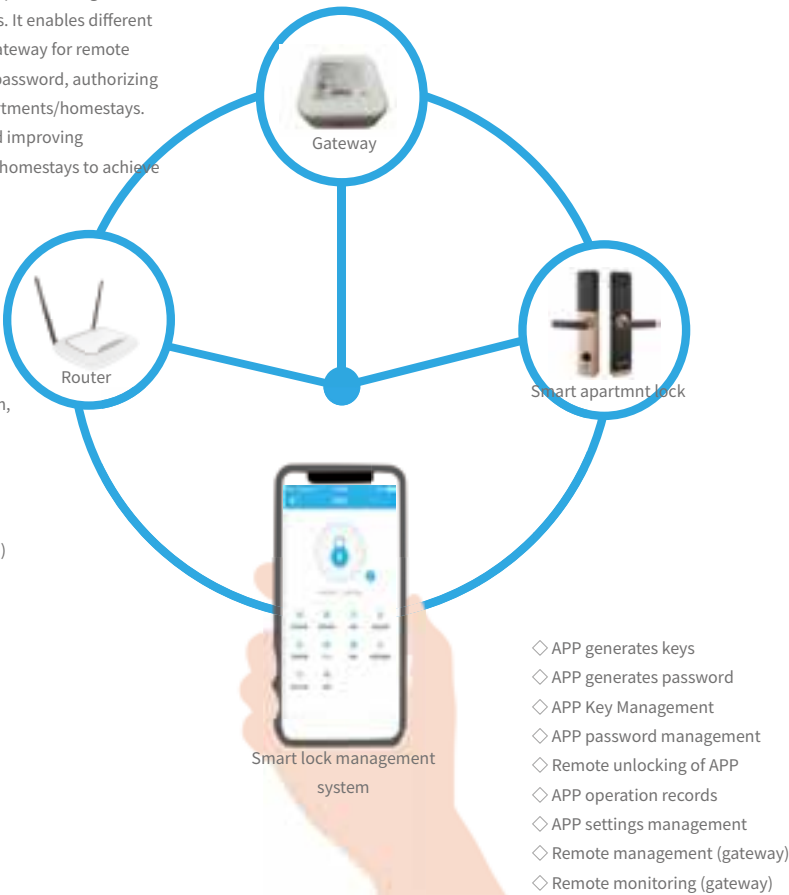 s. It enables different
ateway for remote
password, authorizing
rtments/homestays.
improving
homestays to achieve
Gateway
Router
Smart apartmnt lock
)
Smart lock management
system
◇ APP generates keys
◇ APP generates password
◇ APP Key Management
◇ APP password management
◇ Remote unlocking of APP
◇ APP operation records
◇ APP settings management
◇ Remote management (gateway)
◇ Remote monitoring (gateway)